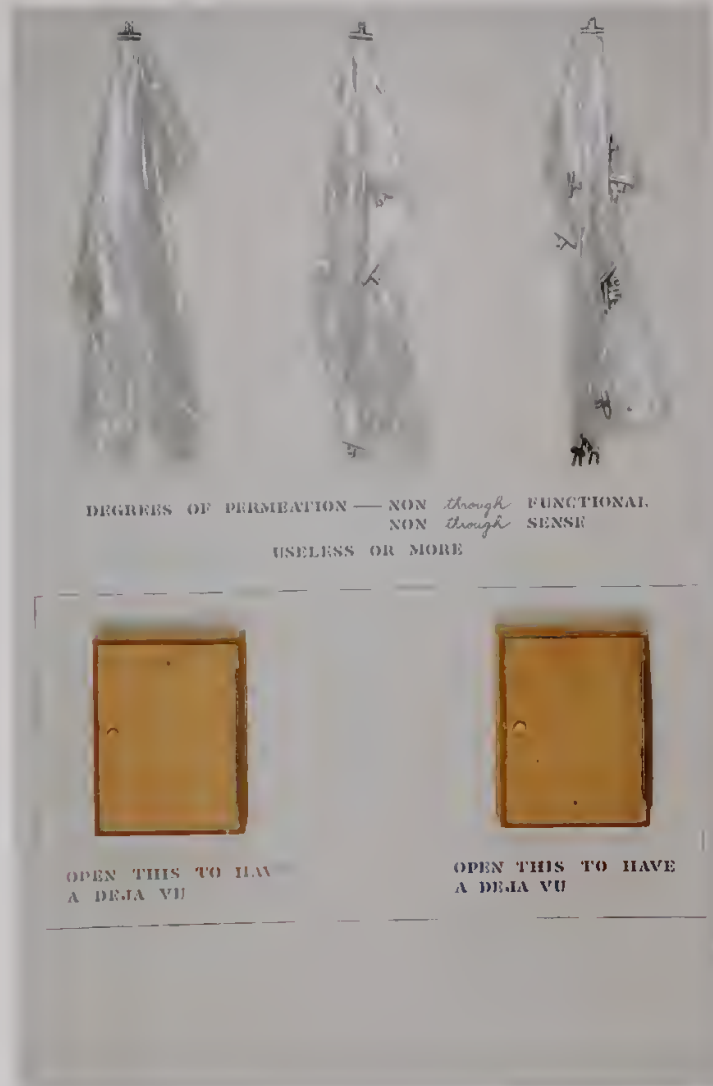 DEGREES OF PERMEATION — NON through FUNCTIONAL
NON through SENSE
USELESS OR MORE
OPEN THIS TO HAV
A DEJA VU
OPEN THIS TO HAVE
A DEJA VU